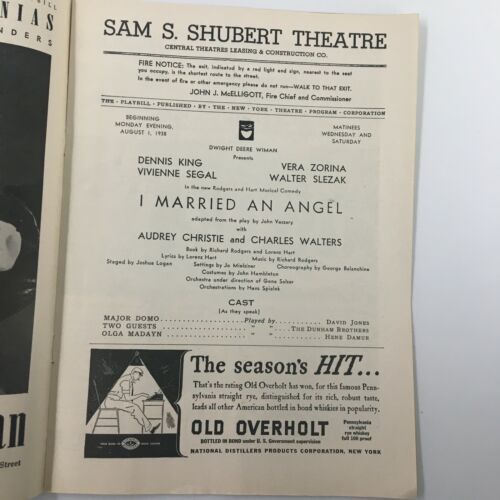 BILL
NIAS
NDERS
an
Street
SAM S. SHUBERT THEATRE
CENTRAL THEATRES LEASING & CONSTRUCTION CO.
FIRE NOTICE: The exit, indicated by a red light and sign, nearest to the seat
you occupy, is the shortest route to the street.
In the event of fire or other emergency please do not run—WALK TO THAT EXIT.
JOHN J. McELLIGOTT, Fire Chief and Commissioner
THE · PLAYBILL · PUBLISHED · BY · THE · NEW · YORK · THEATRE · PROGRAM · CORPORATION
BEGINNING
MONDAY EVENING,
AUGUST 1, 1938
MATINEES
WEDNESDAY AND
SATURDAY
DWIGHT DEERE WIMAN
Presents
DENNIS KING VERA ZORINA
VIVIENNE SEGAL WALTER SLEZAK
In the new Rodgers and Hart Musical Comedy
I MARRIED AN ANGEL
adapted from the play by John Vaszary
with
AUDREY CHRISTIE and CHARLES WALTERS
Book by Richard Rodgers and Lorenz Hart
Lyrics by Lorenz Hart Music by Richard Rodgers
Staged by Joshua Logan Settings by Jo Mielziner Choreography by George Balanchine
Costumes by John Hambleton
Orchestra under direction of Gene Salzer
Orchestrations by Hans Spialek
CAST
[As they speak]
MAJOR DOMO Played by DAVID JONES
TWO GUESTS " " THE DUNHAM BROTHERS
OLGA MADAYN " " HENE DAMUR
The season's HIT...
That's the rating Old Overholt has won, for this famous Penn-
sylvania straight rye, distinguished for its rich, robust taste,
leads all other American bottled in bond whiskies in popularity.
OLD OVERHOLT
BOTTLED IN BOND under U. S. Government supervision
Pennsylvania
straight
rye whiskey
full 100 proof
NATIONAL DISTILLERS PRODUCTS CORPORATION, NEW YORK